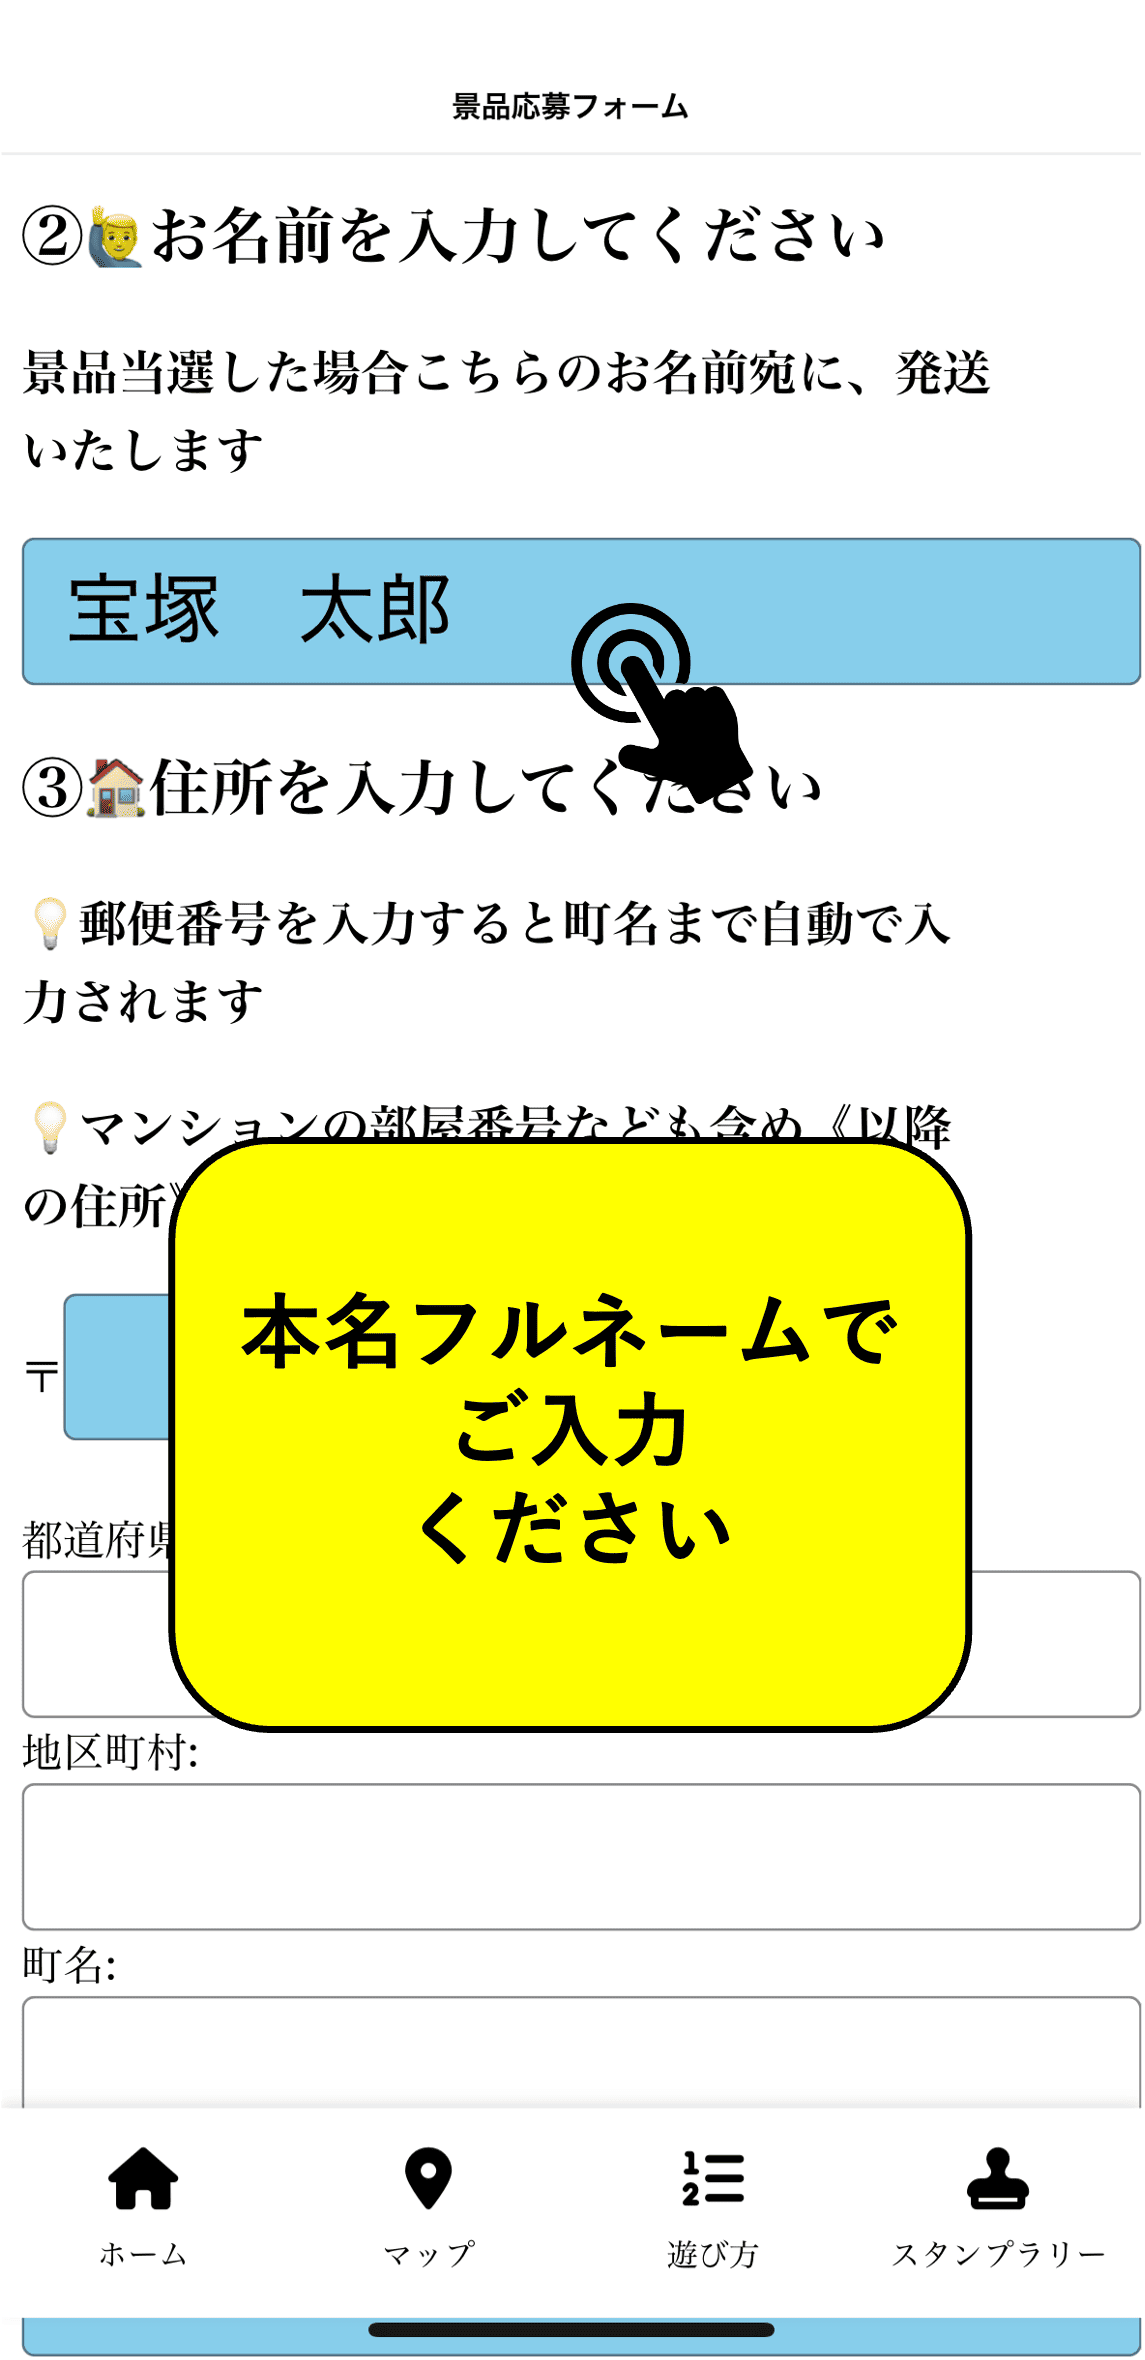 景品応募フォーム
②🙋‍♂️お名前を入力してください
景品当選した場合こちらのお名前宛に、発送
いたします
宝塚　太郎
③🏠住所を入力してください
💡郵便番号を入力すると町名まで自動で入
力されます
💡マンションの部屋番号なども含め《以降
の住所》
本名フルネームで
ご入力
ください
〒
都道府県
地区町村:
町名:
ホーム
マップ
遊び方
スタンプラリー